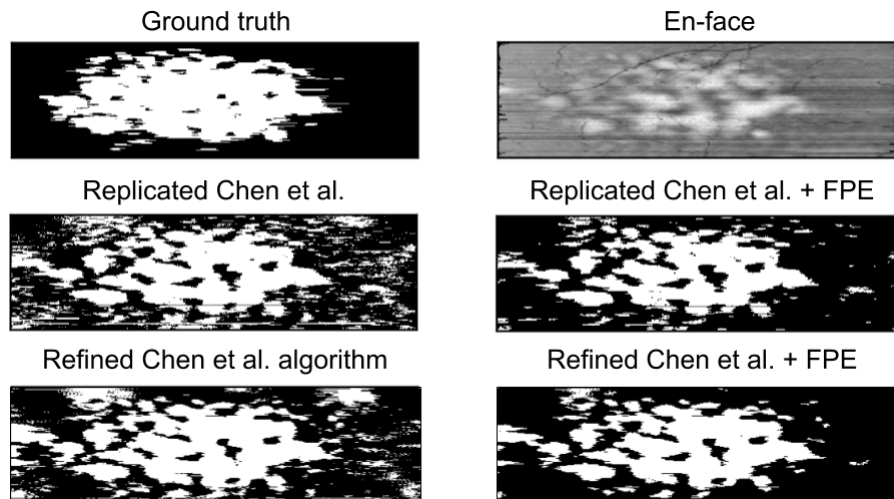 Ground truth
En-face
Replicated Chen et al.
Replicated Chen et al. + FPE
Refined Chen et al. algorithm
Refined Chen et al. + FPE